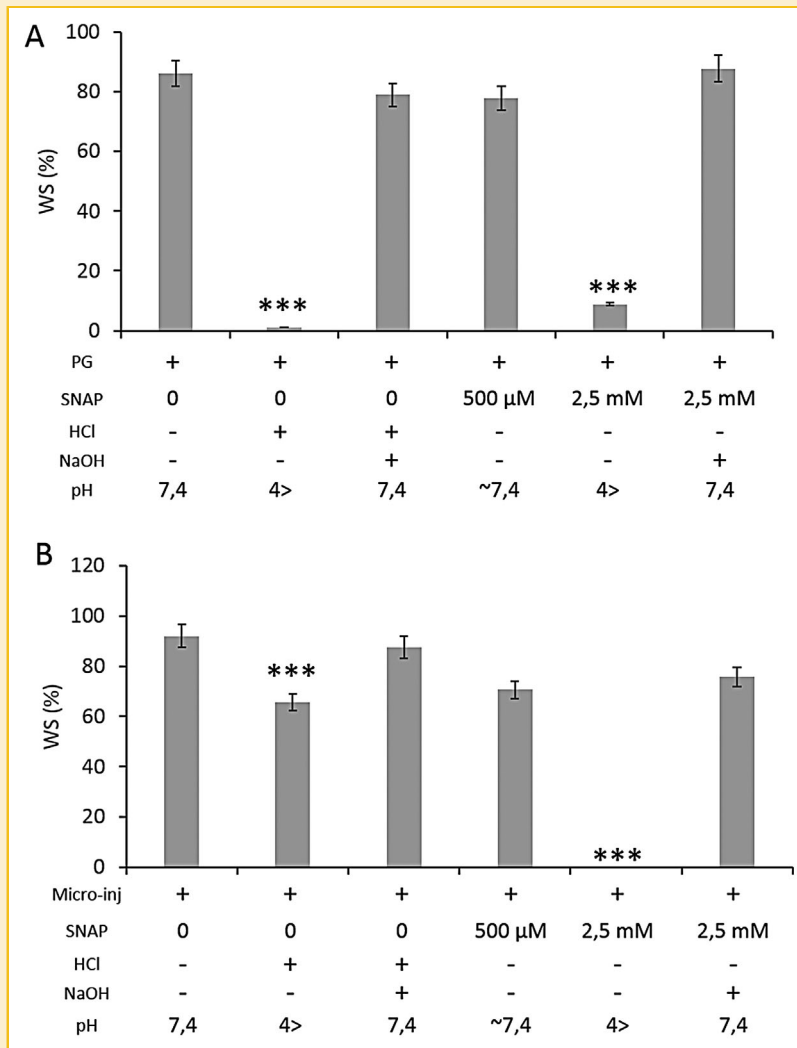 A
100
80
60
40
20
0
WS (%)
***
***
PG + + + + + +
SNAP 0 0 0 500 µM 2,5 mM 2,5 mM
HCl - + + - - -
NaOH - - + - - +
pH 7,4 4> 7,4 ~7,4 4> 7,4
B
120
100
80
60
40
20
0
WS (%)
***
***
Micro-inj + + + + + +
SNAP 0 0 0 500 µM 2,5 mM 2,5 mM
HCl - + + - - -
NaOH - - + - - +
pH 7,4 4> 7,4 ~7,4 4> 7,4